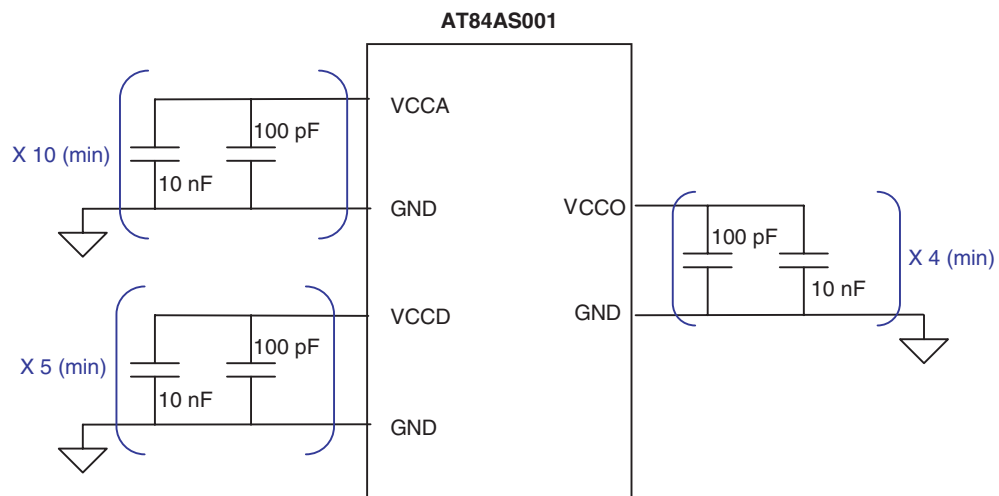 AT84AS001
VCCA
100 pF
X 10 (min)
10 nF
GND
VCCO
100 pF
X 4 (min)
10 nF
GND
VCCD
100 pF
X 5 (min)
10 nF
GND